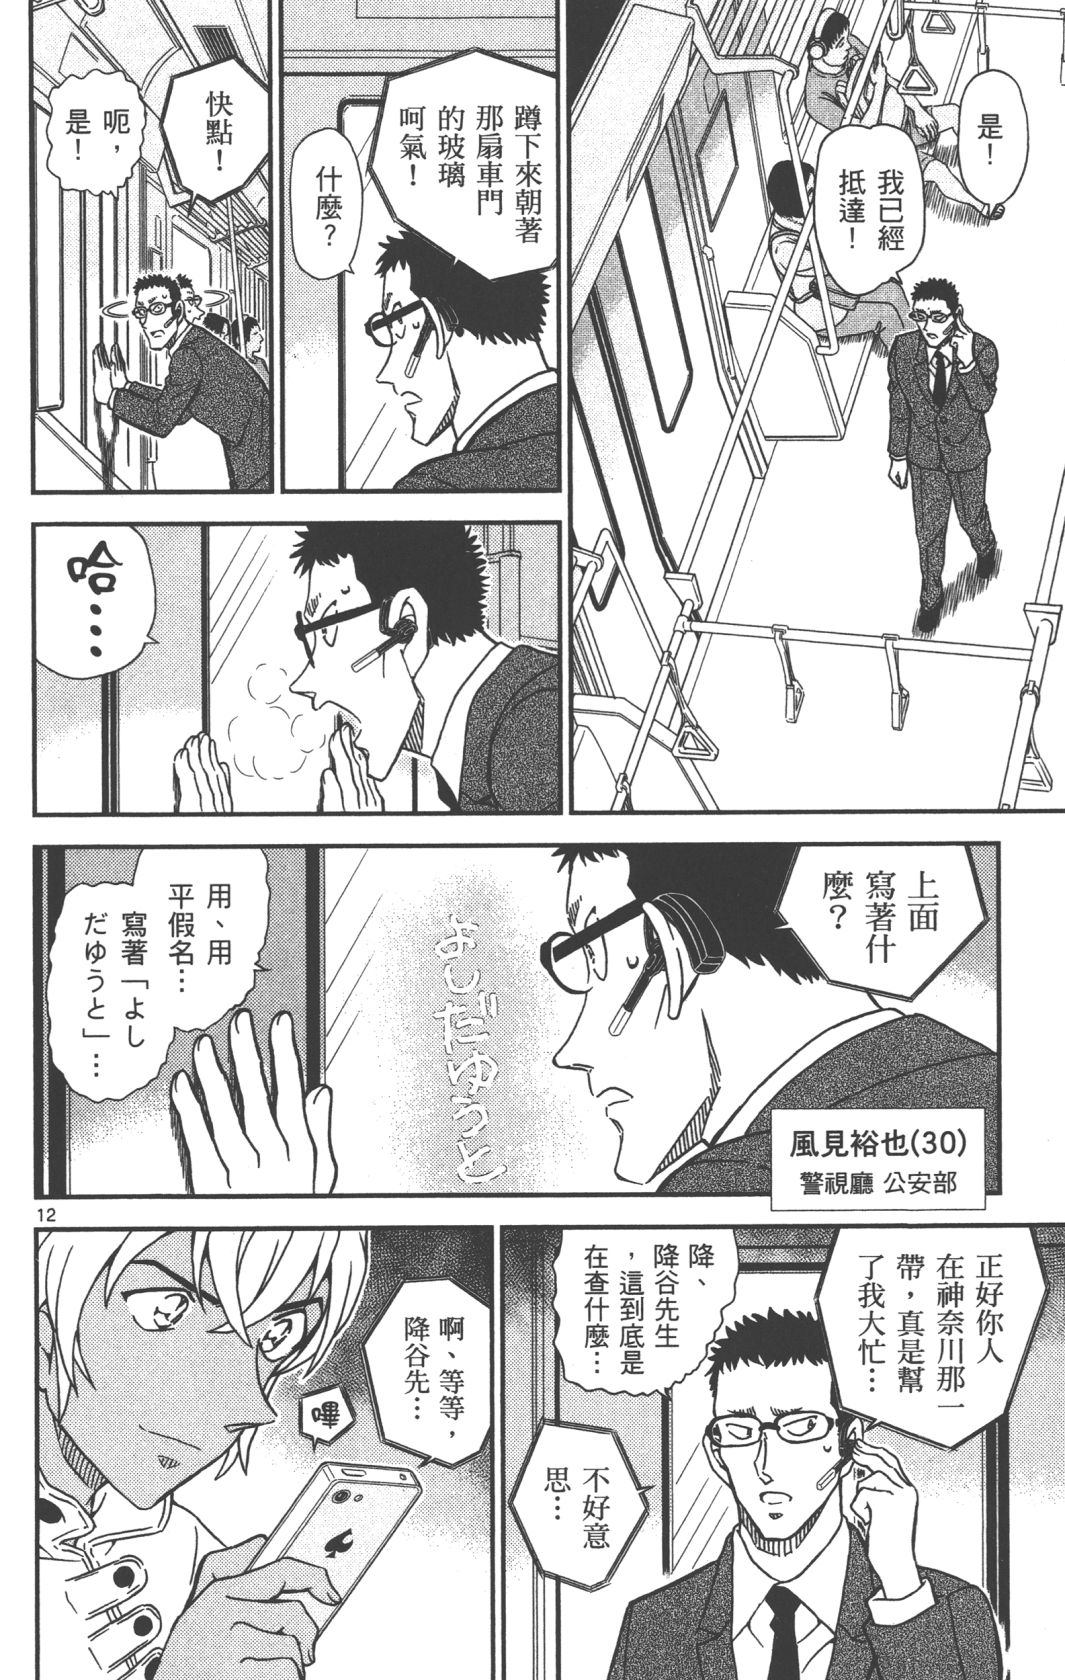 是！
我已經
抵達！
蹲下來朝著
那扇車門
的玻璃
呵氣！
什麼？
快點！
呃，
是！
哈⋯⋯
上面
寫著什
麼？
よしだゆうと
用、用
平假名⋯
寫著「よし
だゆうと」⋯
風見裕也(30)
警視廳 公安部
12
正好你人
在神奈川那一
帶，真是幫
了我大忙⋯
降、
降谷先生
，這到底是
在查什麼⋯
不好意
思⋯
啊、等等，
降谷先⋯
嗶